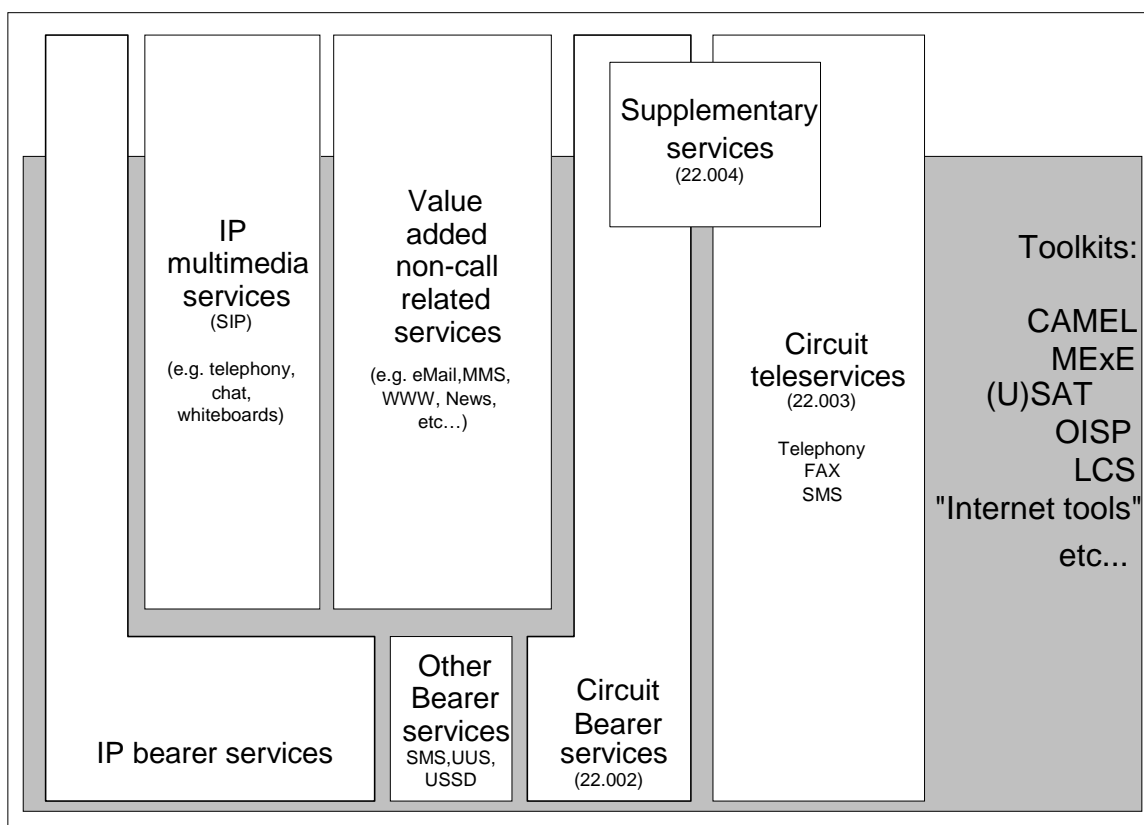 Supplementary
services
(22.004)
IP
multimedia
services
(SIP)
(e.g. telephony,
chat,
whiteboards)
Value
added
non-call
related
services
(e.g. eMail,MMS,
WWW, News,
etc…)
Circuit
teleservices
(22.003)
Telephony
FAX
SMS
Toolkits:
CAMEL
MExE
(U)SAT
OISP
LCS
"Internet tools"
etc...
IP bearer services
Other
Bearer
services
SMS,UUS,
USSD
Circuit
Bearer
services
(22.002)